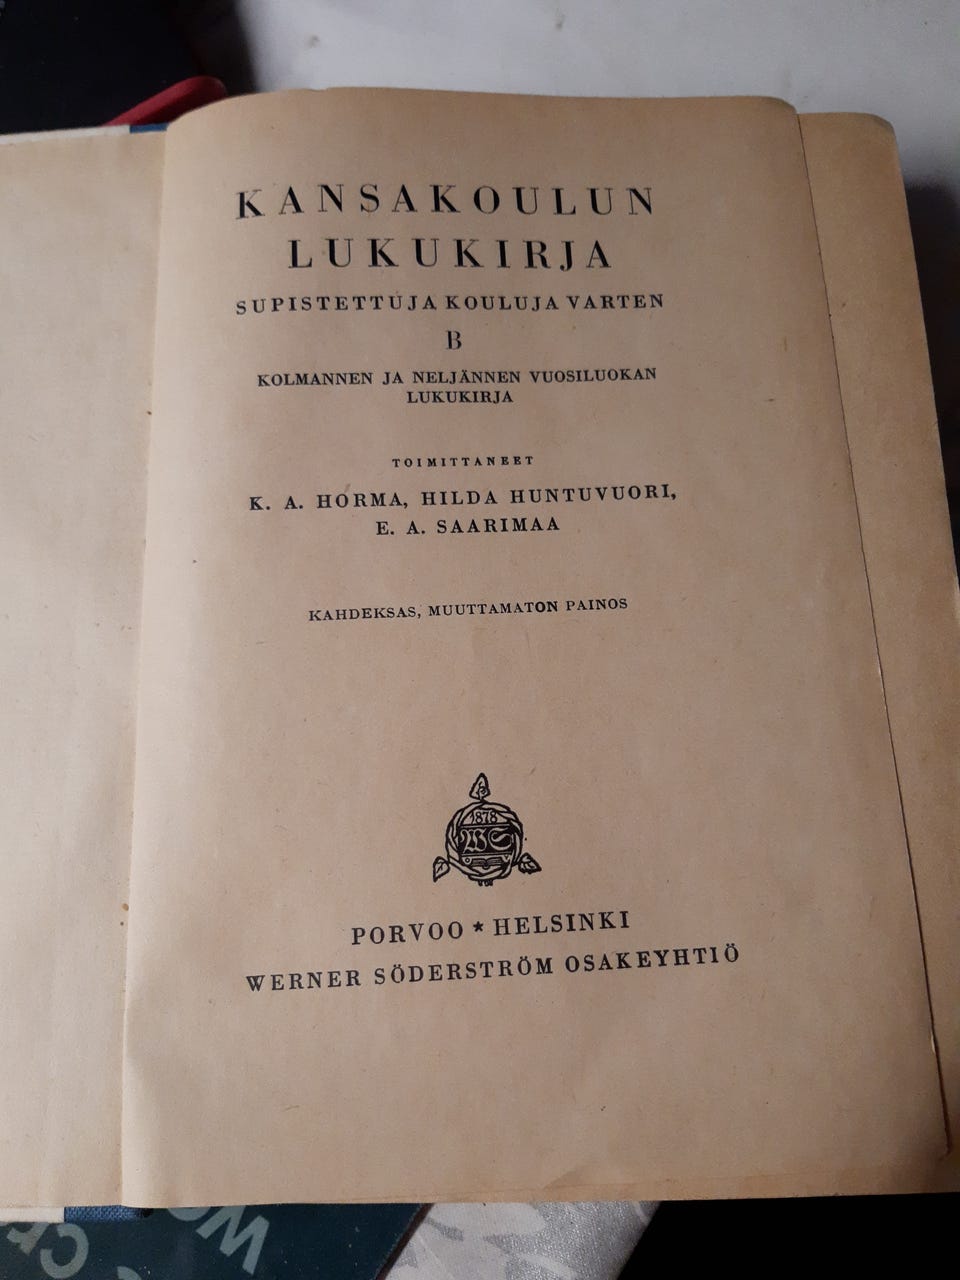 KANSAKOULUN
LUKUKIRJA
SUPISTETTUJA KOULUJA VARTEN
B
KOLMANNEN JA NELJÄNNEN VUOSILUOKAN
LUKUKIRJA
TOIMITTANEET
K. A. HORMA, HILDA HUNTUVUORI,
E. A. SAARIMAA
KAHDEKSAS, MUUTTAMATON PAINOS
1878
WS
O Y
PORVOO * HELSINKI
WERNER SÖDERSTRÖM OSAKEYHTIÖ